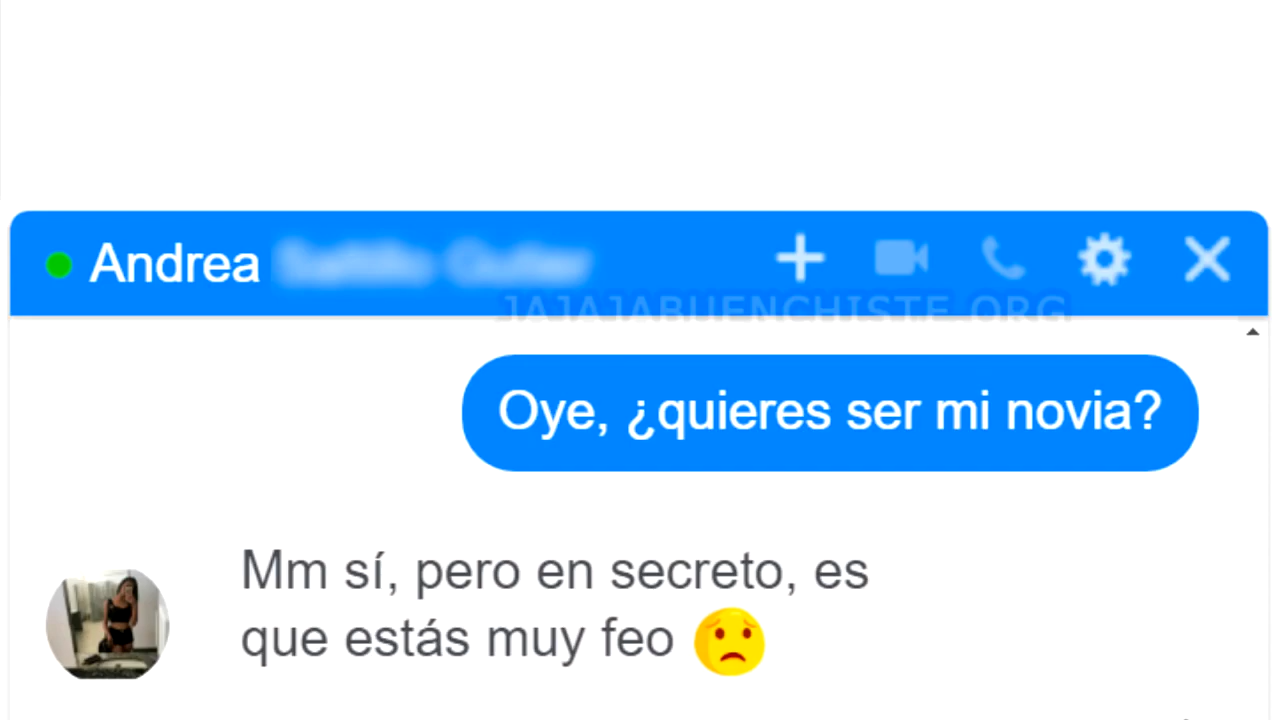 Andrea
JAJAJABUENCHISTE.ORG
Oye, ¿quieres ser mi novia?
Mm sí, pero en secreto, es
que estás muy feo